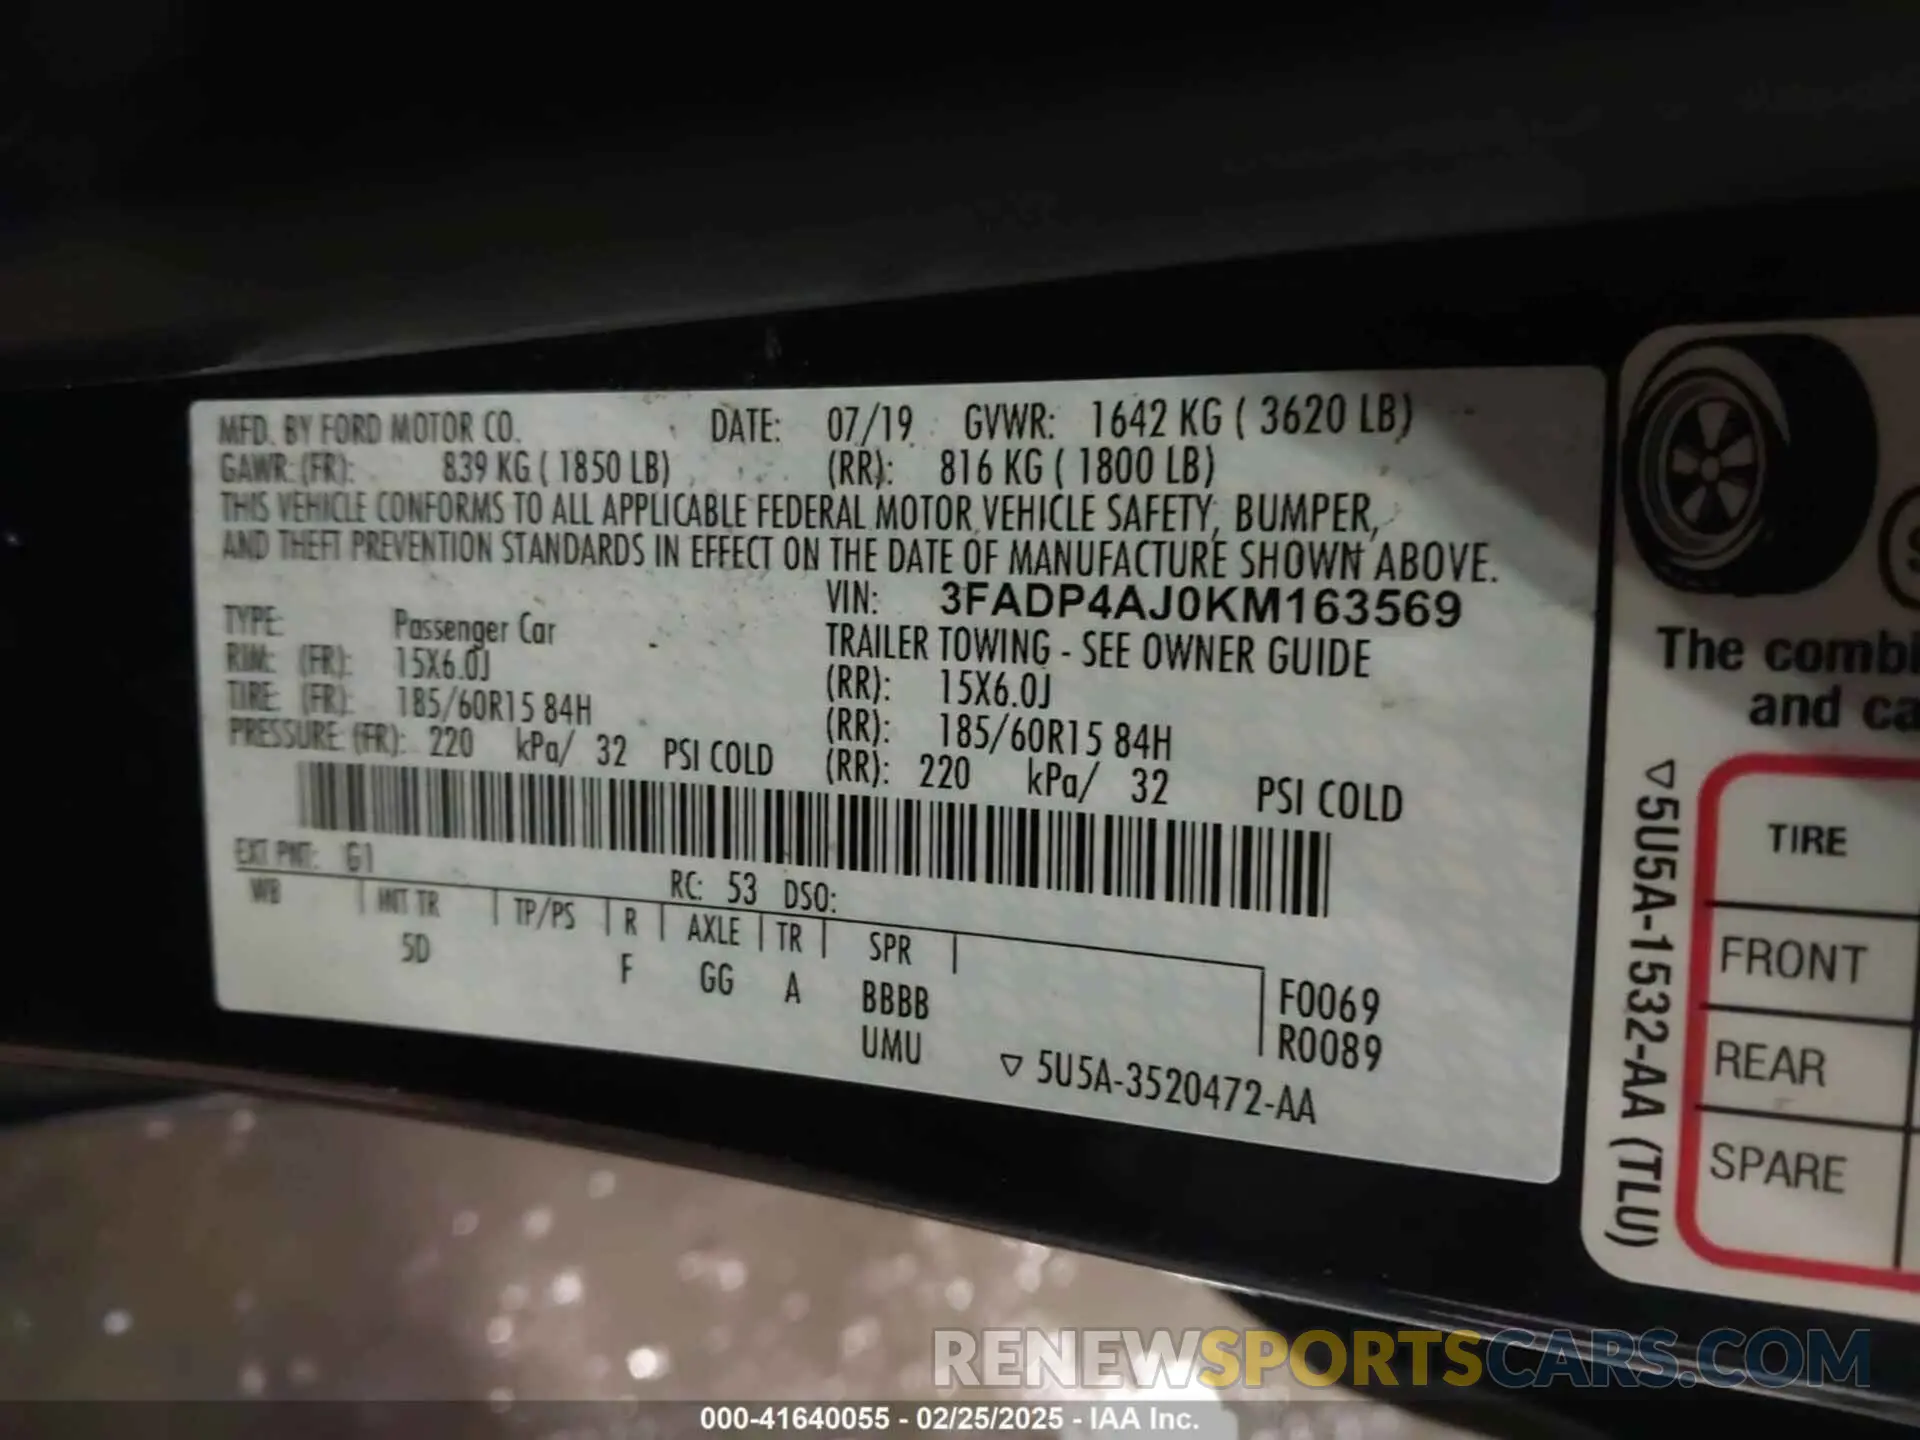 MFD. BY FORD MOTOR CO. DATE: 07/19 GVWR: 1642 KG ( 3620 LB)
GAWR: (FR): 839 KG ( 1850 LB) (RR): 816 KG ( 1800 LB)
THIS VEHICLE CONFORMS TO ALL APPLICABLE FEDERAL MOTOR VEHICLE SAFETY, BUMPER,
AND THEFT PREVENTION STANDARDS IN EFFECT ON THE DATE OF MANUFACTURE SHOWN ABOVE.
VIN: 3FADP4AJ0KM163569
TYPE: Passenger Car TRAILER TOWING - SEE OWNER GUIDE
RIM: (FR): 15X6.0J (RR): 15X6.0J
TIRE: (FR): 185/60R15 84H (RR): 185/60R15 84H
PRESSURE: (FR): 220 kPa/ 32 PSI COLD (RR): 220 kPa/ 32 PSI COLD
EXT PNT: G1 RC: 53 DSO:
WB | INT TR | TP/PS | R | AXLE | TR | SPR |
5D F GG A BBBB F0069
UMU R0089
▽ 5U5A-3520472-AA
The combi
and ca
▽5U5A-1532-AA (TLU)
TIRE
FRONT
REAR
SPARE
RENEWSPORTSCARS.COM
000-41640055 - 02/25/2025 - IAA Inc.